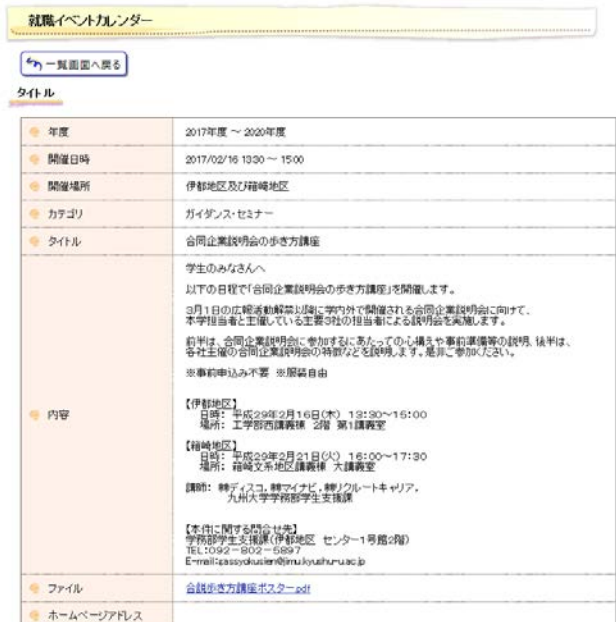 就職イベントカレンダー
一覧画面へ戻る
タイトル
年度 2017年度 ～ 2020年度
開催日時 2017/02/16 1330 ～ 1500
開催場所 伊都地区及び箱崎地区
カテゴリ ガイダンス・セミナー
タイトル 合同企業説明会の歩き方講座
学生のみなさんへ
以下の日程で「合同企業説明会の歩き方講座」を開催します。
3月1日の広報活動解禁以降に学内外で開催される合同企業説明会に向けて、
本学担当者と主催している主要3社の担当者による説明会を実施します。
前半は、合同企業説明会に参加するにあたっての心構えや事前準備等の説明、後半は、
各社主催の合同企業説明会の特徴などを説明します。是非ご参加ください。
※事前申込み不要 ※服装自由
内容
【伊都地区】
日時： 平成29年2月16日(木) 13:30～15:00
場所： 工学部西講義棟 2階 第1講義室
【箱崎地区】
日時： 平成29年2月21日(火) 16:00～17:30
場所： 箱崎文系地区講義棟 大講義室
講師： ㈱ディスコ，㈱マイナビ，㈱リクルートキャリア，
九州大学学務部学生支援課
【本件に関する問合せ先】
学務部学生支援課(伊都地区 センター1号館2階)
TEL:092－802－5897
E-mail:gassyokusien@jimu.kyushu-u.ac.jp
ファイル 合説歩き方講座ポスター.pdf
ホームページアドレス